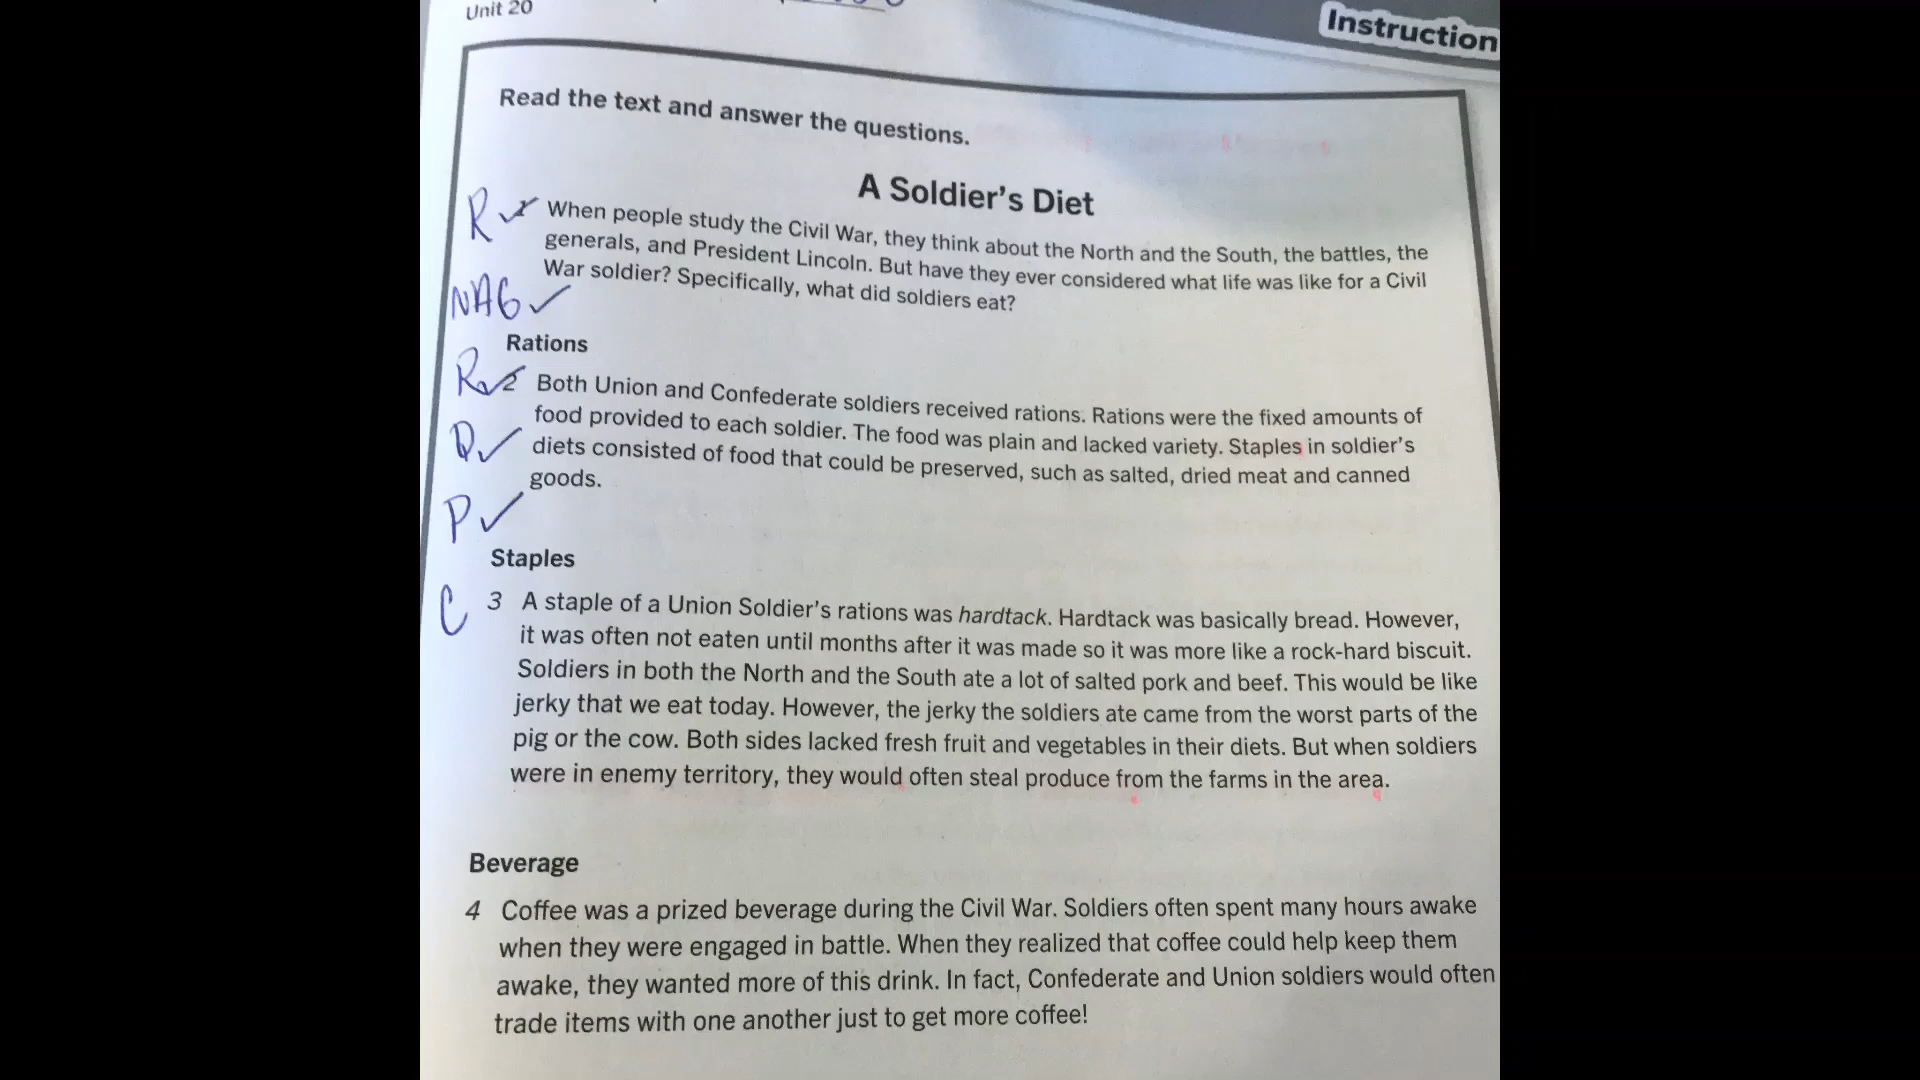 Unit 20
Instruction
Read the text and answer the questions.
A Soldier's Diet
R ✓ 1 When people study the Civil War, they think about the North and the South, the battles, the
generals, and President Lincoln. But have they ever considered what life was like for a Civil
War soldier? Specifically, what did soldiers eat?
NAG ✓
Rations
R ✓ 2 Both Union and Confederate soldiers received rations. Rations were the fixed amounts of
food provided to each soldier. The food was plain and lacked variety. Staples in soldier's
Q ✓ diets consisted of food that could be preserved, such as salted, dried meat and canned
goods.
P ✓
Staples
C 3 A staple of a Union Soldier's rations was hardtack. Hardtack was basically bread. However,
it was often not eaten until months after it was made so it was more like a rock-hard biscuit.
Soldiers in both the North and the South ate a lot of salted pork and beef. This would be like
jerky that we eat today. However, the jerky the soldiers ate came from the worst parts of the
pig or the cow. Both sides lacked fresh fruit and vegetables in their diets. But when soldiers
were in enemy territory, they would often steal produce from the farms in the area.
Beverage
4 Coffee was a prized beverage during the Civil War. Soldiers often spent many hours awake
when they were engaged in battle. When they realized that coffee could help keep them
awake, they wanted more of this drink. In fact, Confederate and Union soldiers would often
trade items with one another just to get more coffee!